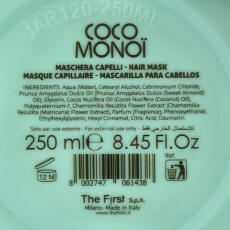 JAR120-250M
COCO
MONOÏ
MASCHERA CAPELLI - HAIR MASK
MASQUE CAPILLAIRE - MASCARILLA PARA CABELLOS
INGREDIENTS: Aqua (Water), Cetearyl Alcohol, Cetrimonium Chloride,
Prunus Amygdalus Dulcis Oil (Prunus Amygdalus Dulcis (Sweet Almond)
Oil), Glycerin, Cocos Nucifera Oil (Cocos Nucifera (Coconut) Oil),
Chamomilla Recutita Flower Extract (Chamomilla
Recutita (Matricaria) Flower Extract), Parfum (Fragrance), Phenoxyethanol,
Ethylhexylglycerin, Hexyl Cinnamal, Citric Acid, Coumarin.
Solo per uso esterno - For external use only - للاستعمال الخارجي فقط
250 ml e 8.45 Fl.Oz
12 M
Ref.
8 002747 061438
The First S.p.A.
Milano - Made in Italy
www.thefirst.it